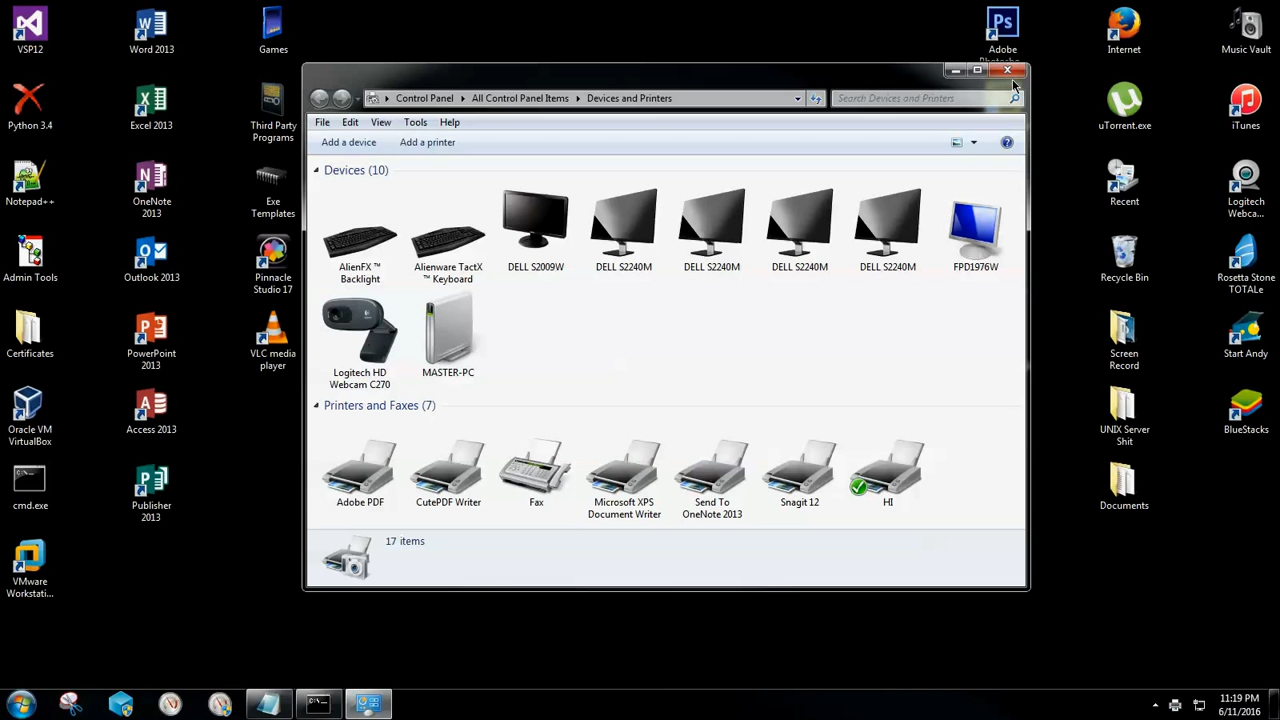 VSP12
Word 2013
Games
Ps
Adobe
Internet
Music Vault
Python 3.4
Excel 2013
Third Party
Programs
uTorrent.exe
iTunes
Notepad++
OneNote
2013
Exe
Templates
Recent
Logitech
Webca...
Admin Tools
Outlook 2013
Pinnacle
Studio 17
Recycle Bin
Rosetta Stone
TOTALe
Certificates
PowerPoint
2013
VLC media
player
Screen
Record
Start Andy
Oracle VM
VirtualBox
Access 2013
UNIX Server
Shit
BlueStacks
cmd.exe
Publisher
2013
Documents
VMware
Workstati...
Control Panel
All Control Panel Items
Devices and Printers
Search Devices and Printers
File Edit View Tools Help
Add a device Add a printer
Devices (10)
AlienFX ™
Backlight
Alienware TactX
™ Keyboard
DELL S2009W
DELL S2240M
DELL S2240M
DELL S2240M
DELL S2240M
FPD1976W
Logitech HD
Webcam C270
MASTER-PC
Printers and Faxes (7)
Adobe PDF
CutePDF Writer
Fax
Microsoft XPS
Document Writer
Send To
OneNote 2013
Snagit 12
HI
17 items
11:19 PM
6/11/2016